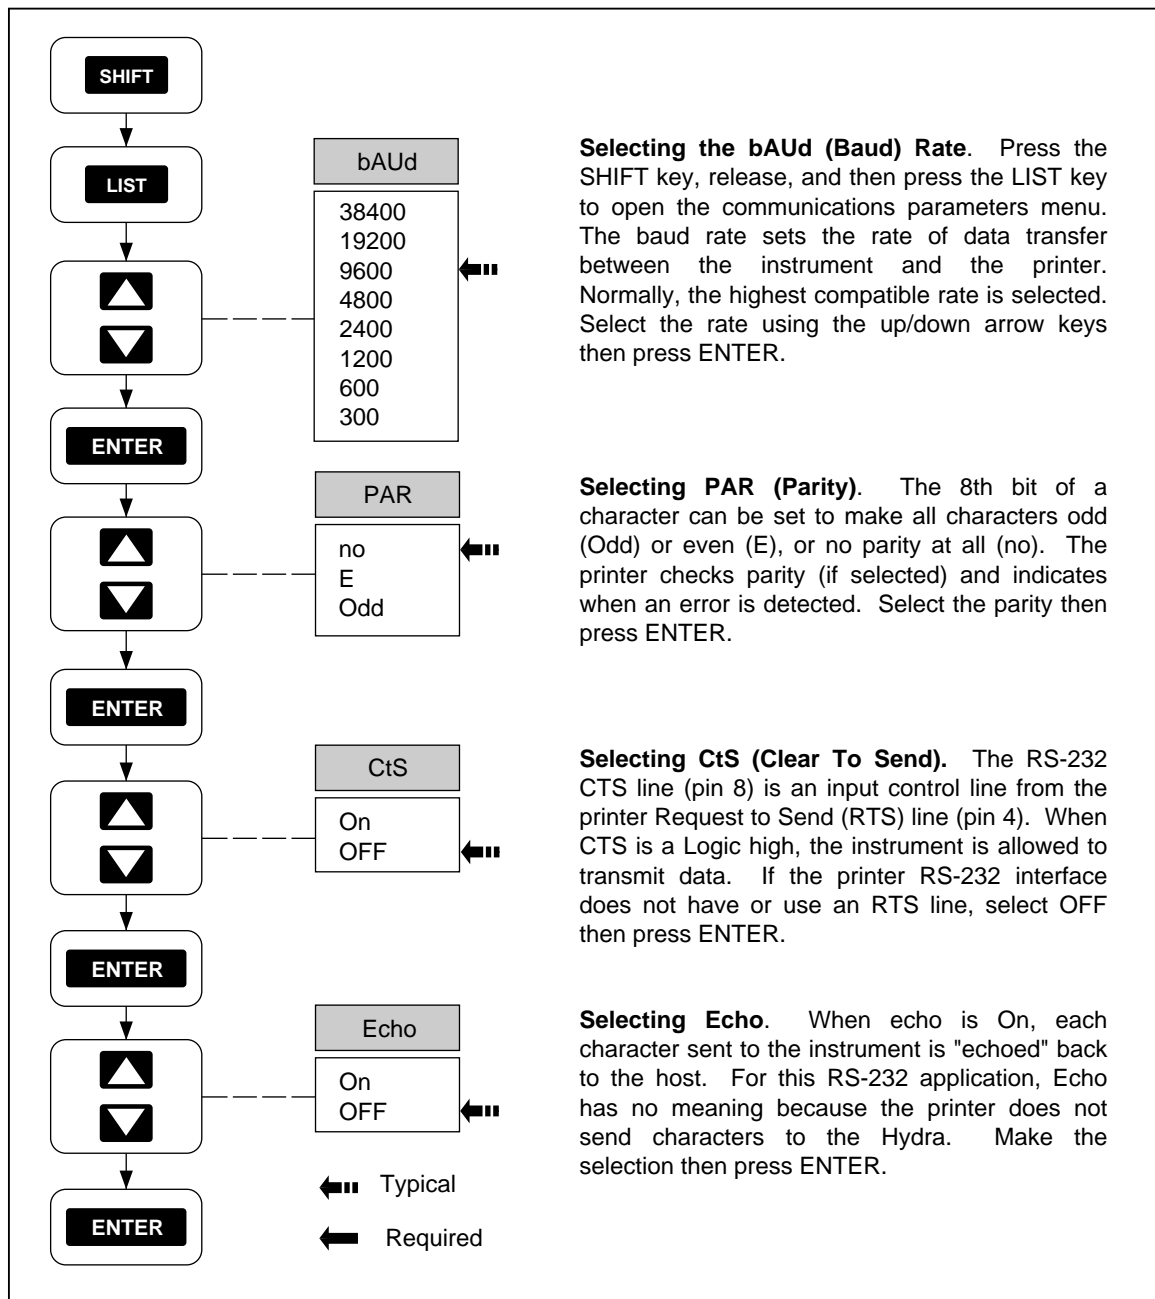 SHIFT
LIST
bAUd
38400
19200
9600
4800
2400
1200
600
300
Selecting the bAUd (Baud) Rate. Press the
SHIFT key, release, and then press the LIST key
to open the communications parameters menu.
The baud rate sets the rate of data transfer
between the instrument and the printer.
Normally, the highest compatible rate is selected.
Select the rate using the up/down arrow keys
then press ENTER.
ENTER
PAR
no
E
Odd
Selecting PAR (Parity). The 8th bit of a
character can be set to make all characters odd
(Odd) or even (E), or no parity at all (no). The
printer checks parity (if selected) and indicates
when an error is detected. Select the parity then
press ENTER.
ENTER
CtS
On
OFF
Selecting CtS (Clear To Send). The RS-232
CTS line (pin 8) is an input control line from the
printer Request to Send (RTS) line (pin 4). When
CTS is a Logic high, the instrument is allowed to
transmit data. If the printer RS-232 interface
does not have or use an RTS line, select OFF
then press ENTER.
ENTER
Echo
On
OFF
Selecting Echo. When echo is On, each
character sent to the instrument is "echoed" back
to the host. For this RS-232 application, Echo
has no meaning because the printer does not
send characters to the Hydra. Make the
selection then press ENTER.
Typical
ENTER
Required